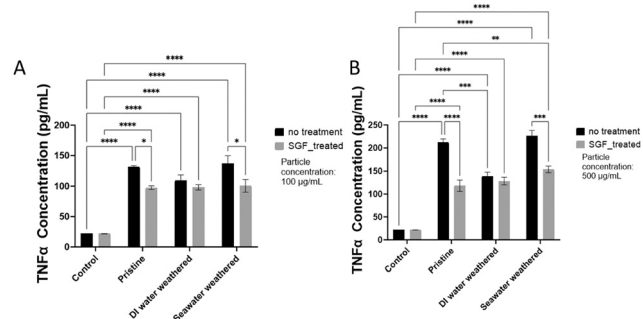 A
****
****
****
****
****
****
*
*
TNFα Concentration (pg/mL)
200
150
100
50
0
Control
Pristine
DI water weathered
Seawater weathered
no treatment
SGF_treated
Particle
concentration:
100 µg/mL
B
****
****
**
****
****
***
****
****
****
***
TNFα Concentration (pg/mL)
250
200
150
100
50
0
Control
Pristine
DI water weathered
Seawater weathered
no treatment
SGF_treated
Particle
concentration:
500 µg/mL